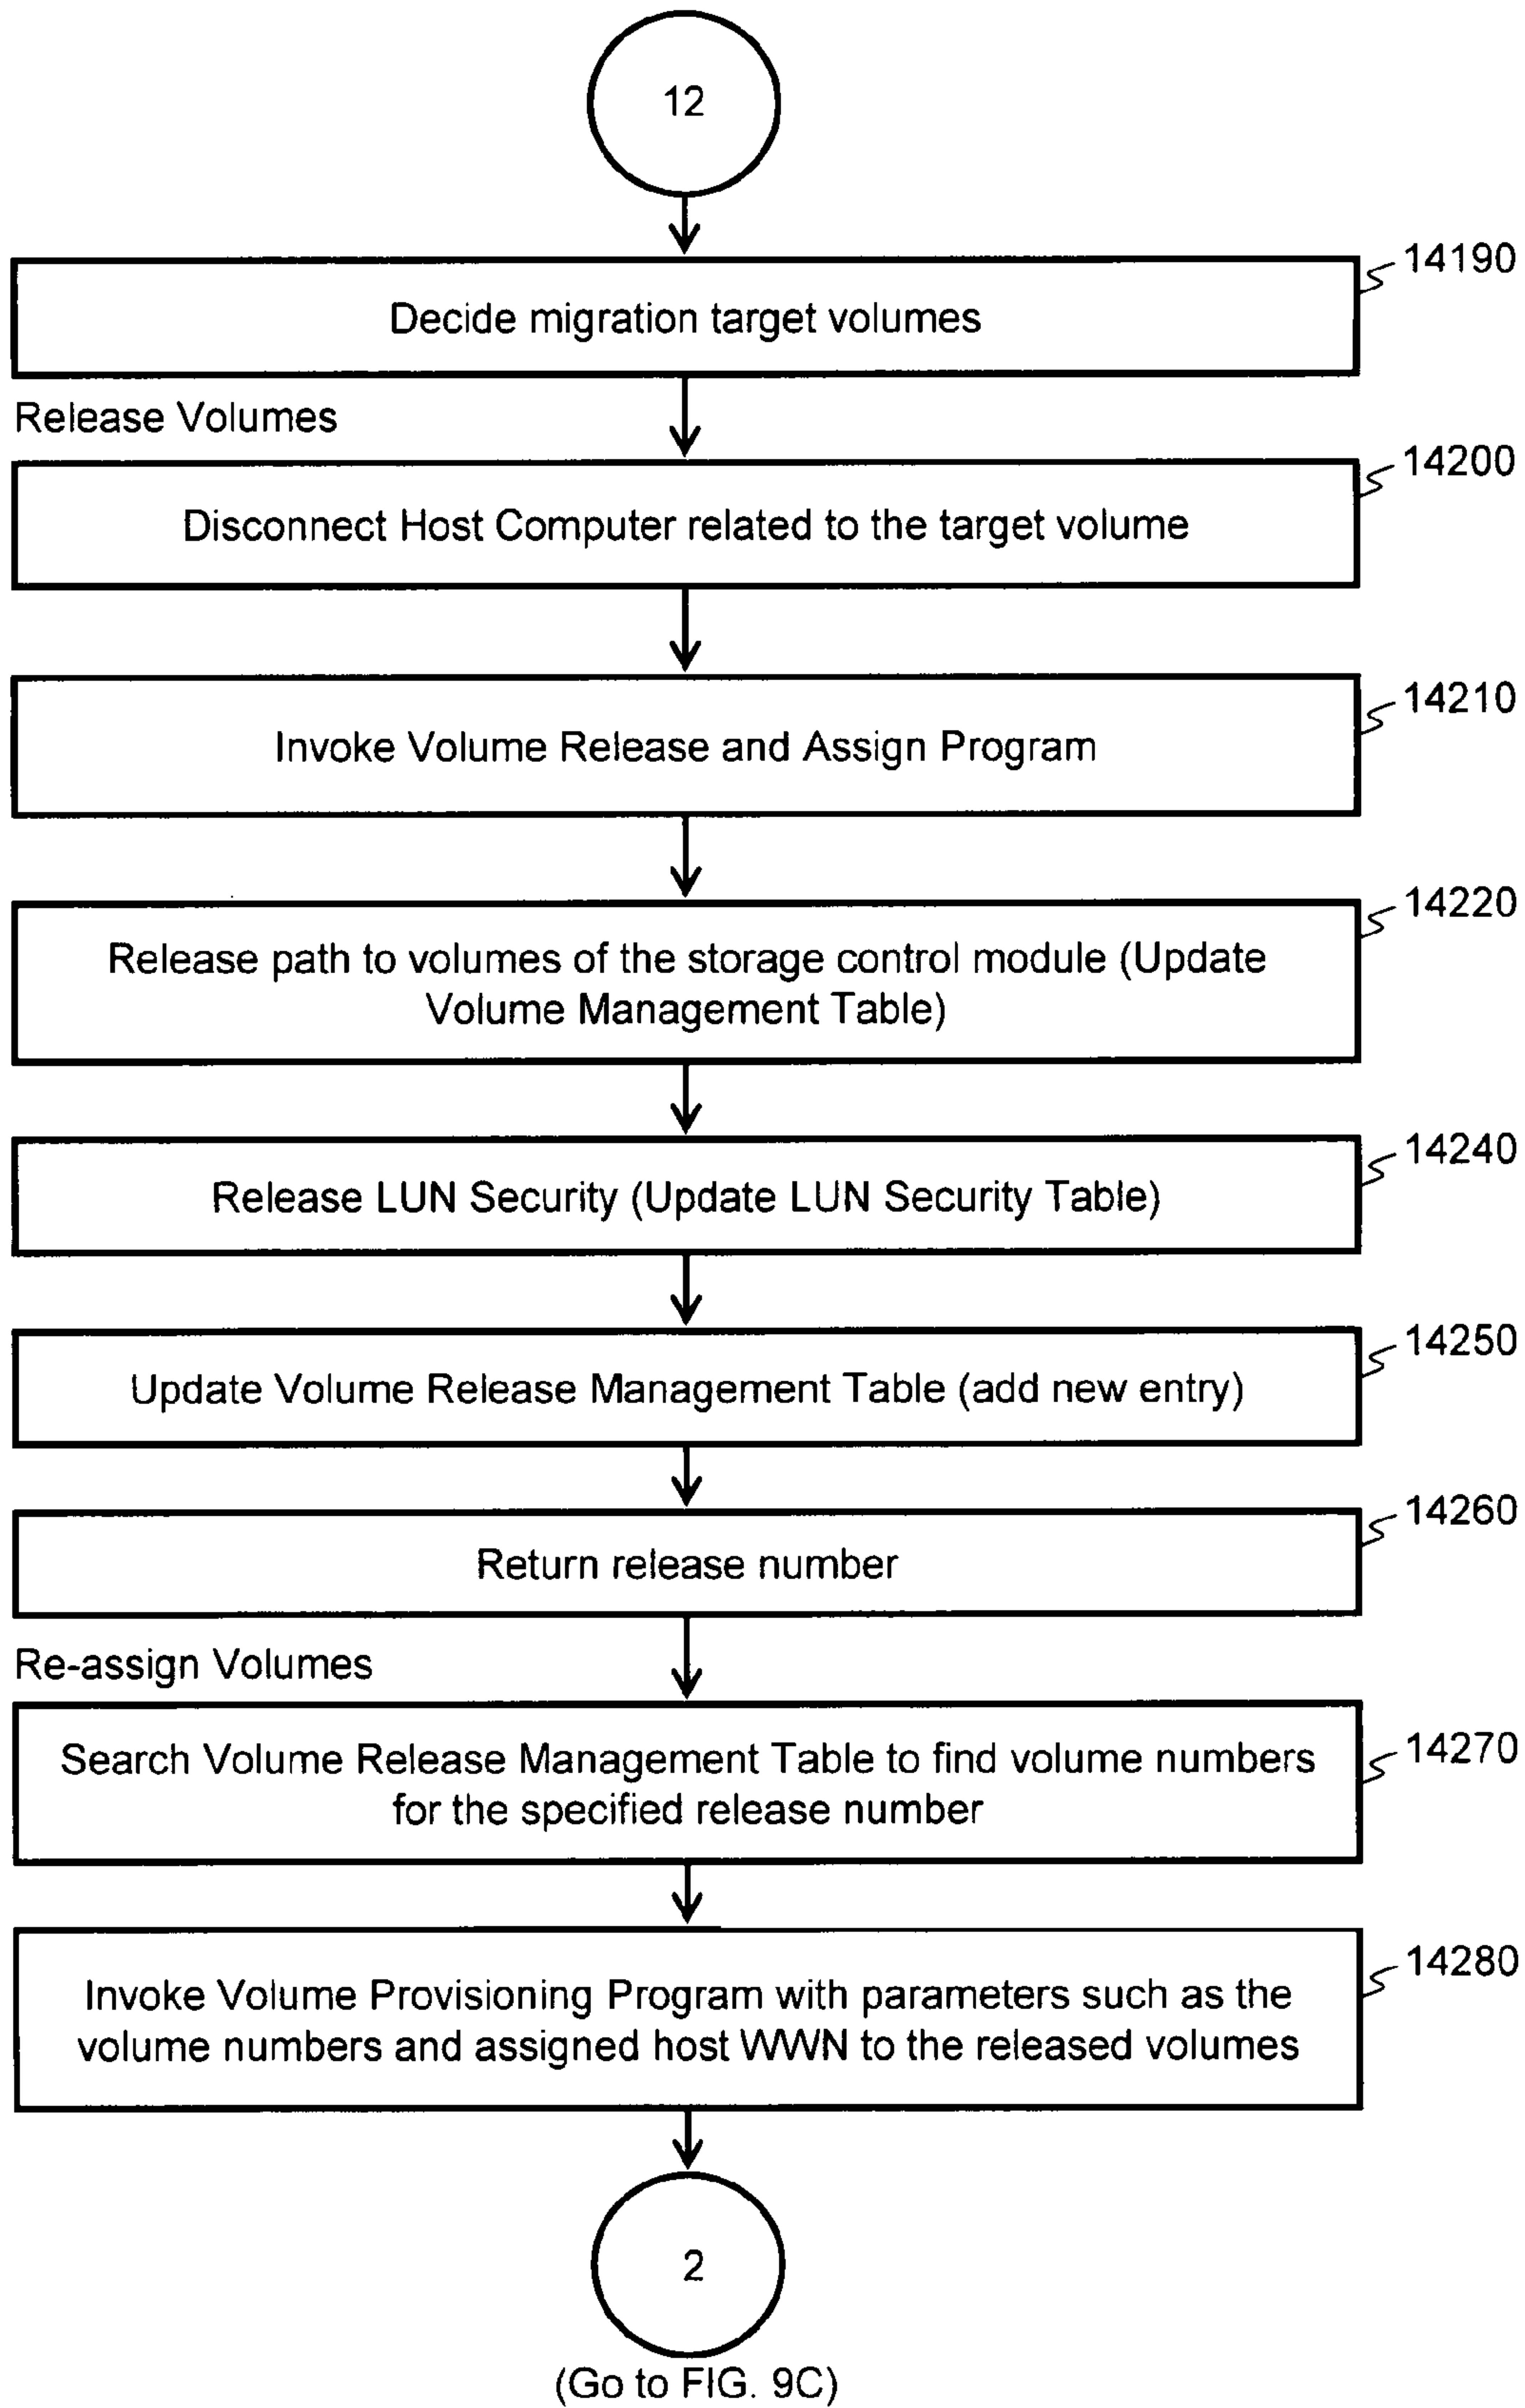 12
14190
Decide migration target volumes
Release Volumes
14200
Disconnect Host Computer related to the target volume
14210
Invoke Volume Release and Assign Program
14220
Release path to volumes of the storage control module (Update
Volume Management Table)
14240
Release LUN Security (Update LUN Security Table)
14250
Update Volume Release Management Table (add new entry)
14260
Return release number
Re-assign Volumes
14270
Search Volume Release Management Table to find volume numbers
for the specified release number
14280
Invoke Volume Provisioning Program with parameters such as the
volume numbers and assigned host WWN to the released volumes
2
(Go to FIG. 9C)